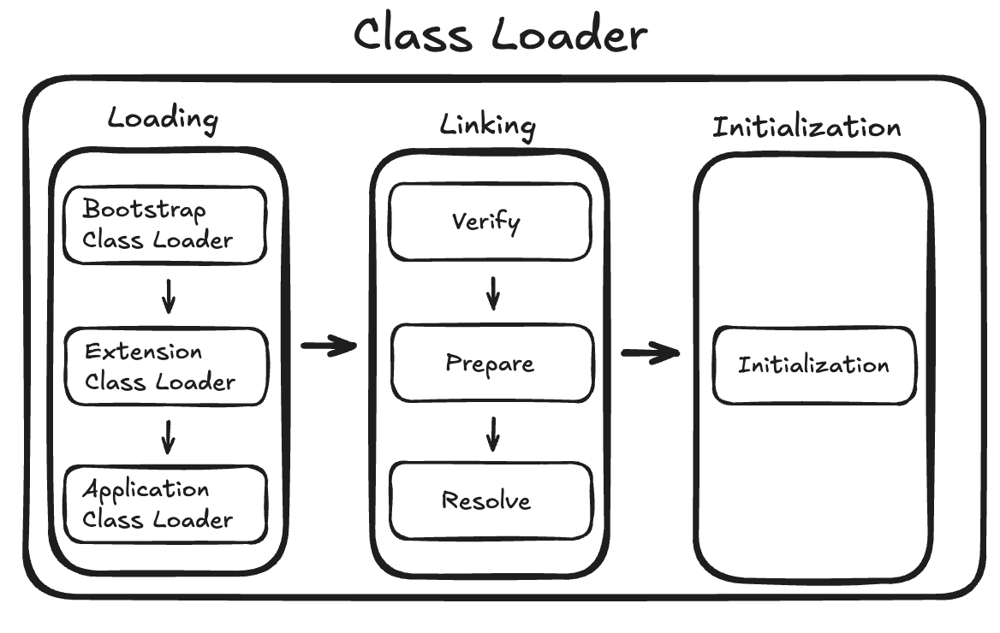 Class Loader
Loading
Bootstrap
Class Loader
Extension
Class Loader
Application
Class Loader
Linking
Verify
Prepare
Resolve
Initialization
Initialization